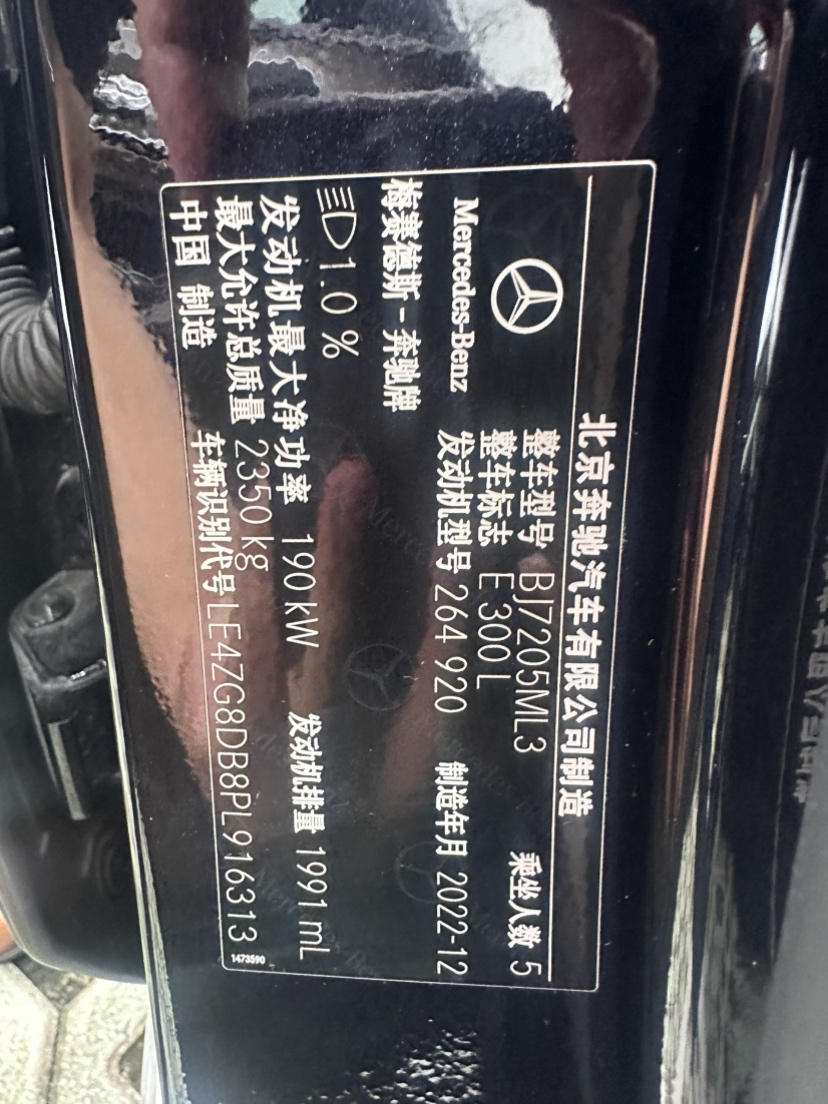 北京奔驰汽车有限公司制造
整车型号 BJ7205ML3 乘坐人数 5
整车标志 E 300 L
Mercedes-Benz 发动机型号 264 920 制造年月 2022-12
梅赛德斯-奔驰牌
1.0 %
发动机最大净功率 190 kW 发动机排量 1991 mL
最大允许总质量 2350 kg
中国 制造 车辆识别代号 LE4ZG8DB8PL916313
1473590